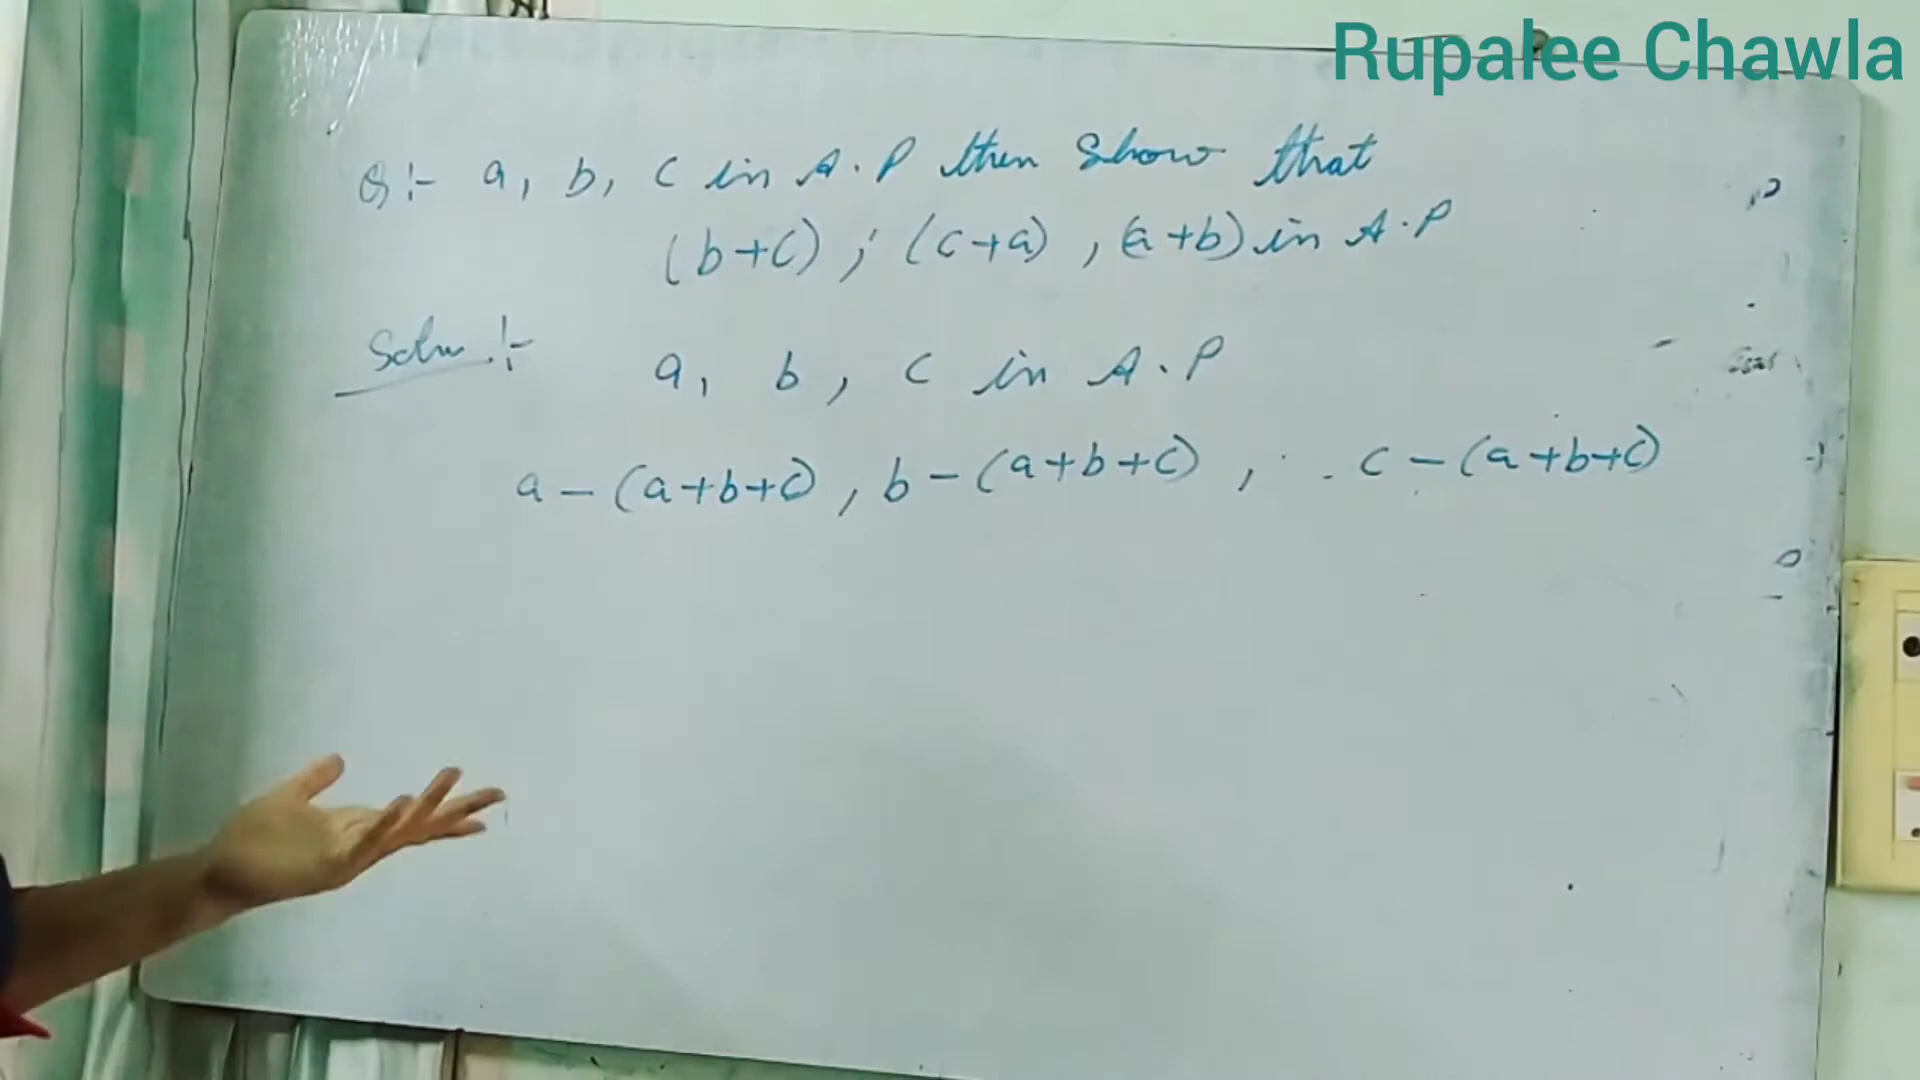 Rupalee Chawla
Q:- a, b, c in A.P then Show that
(b+c), (c+a), (a+b) in A.P
Soln:- a, b, c in A.P
a-(a+b+c), b-(a+b+c), c-(a+b+c)